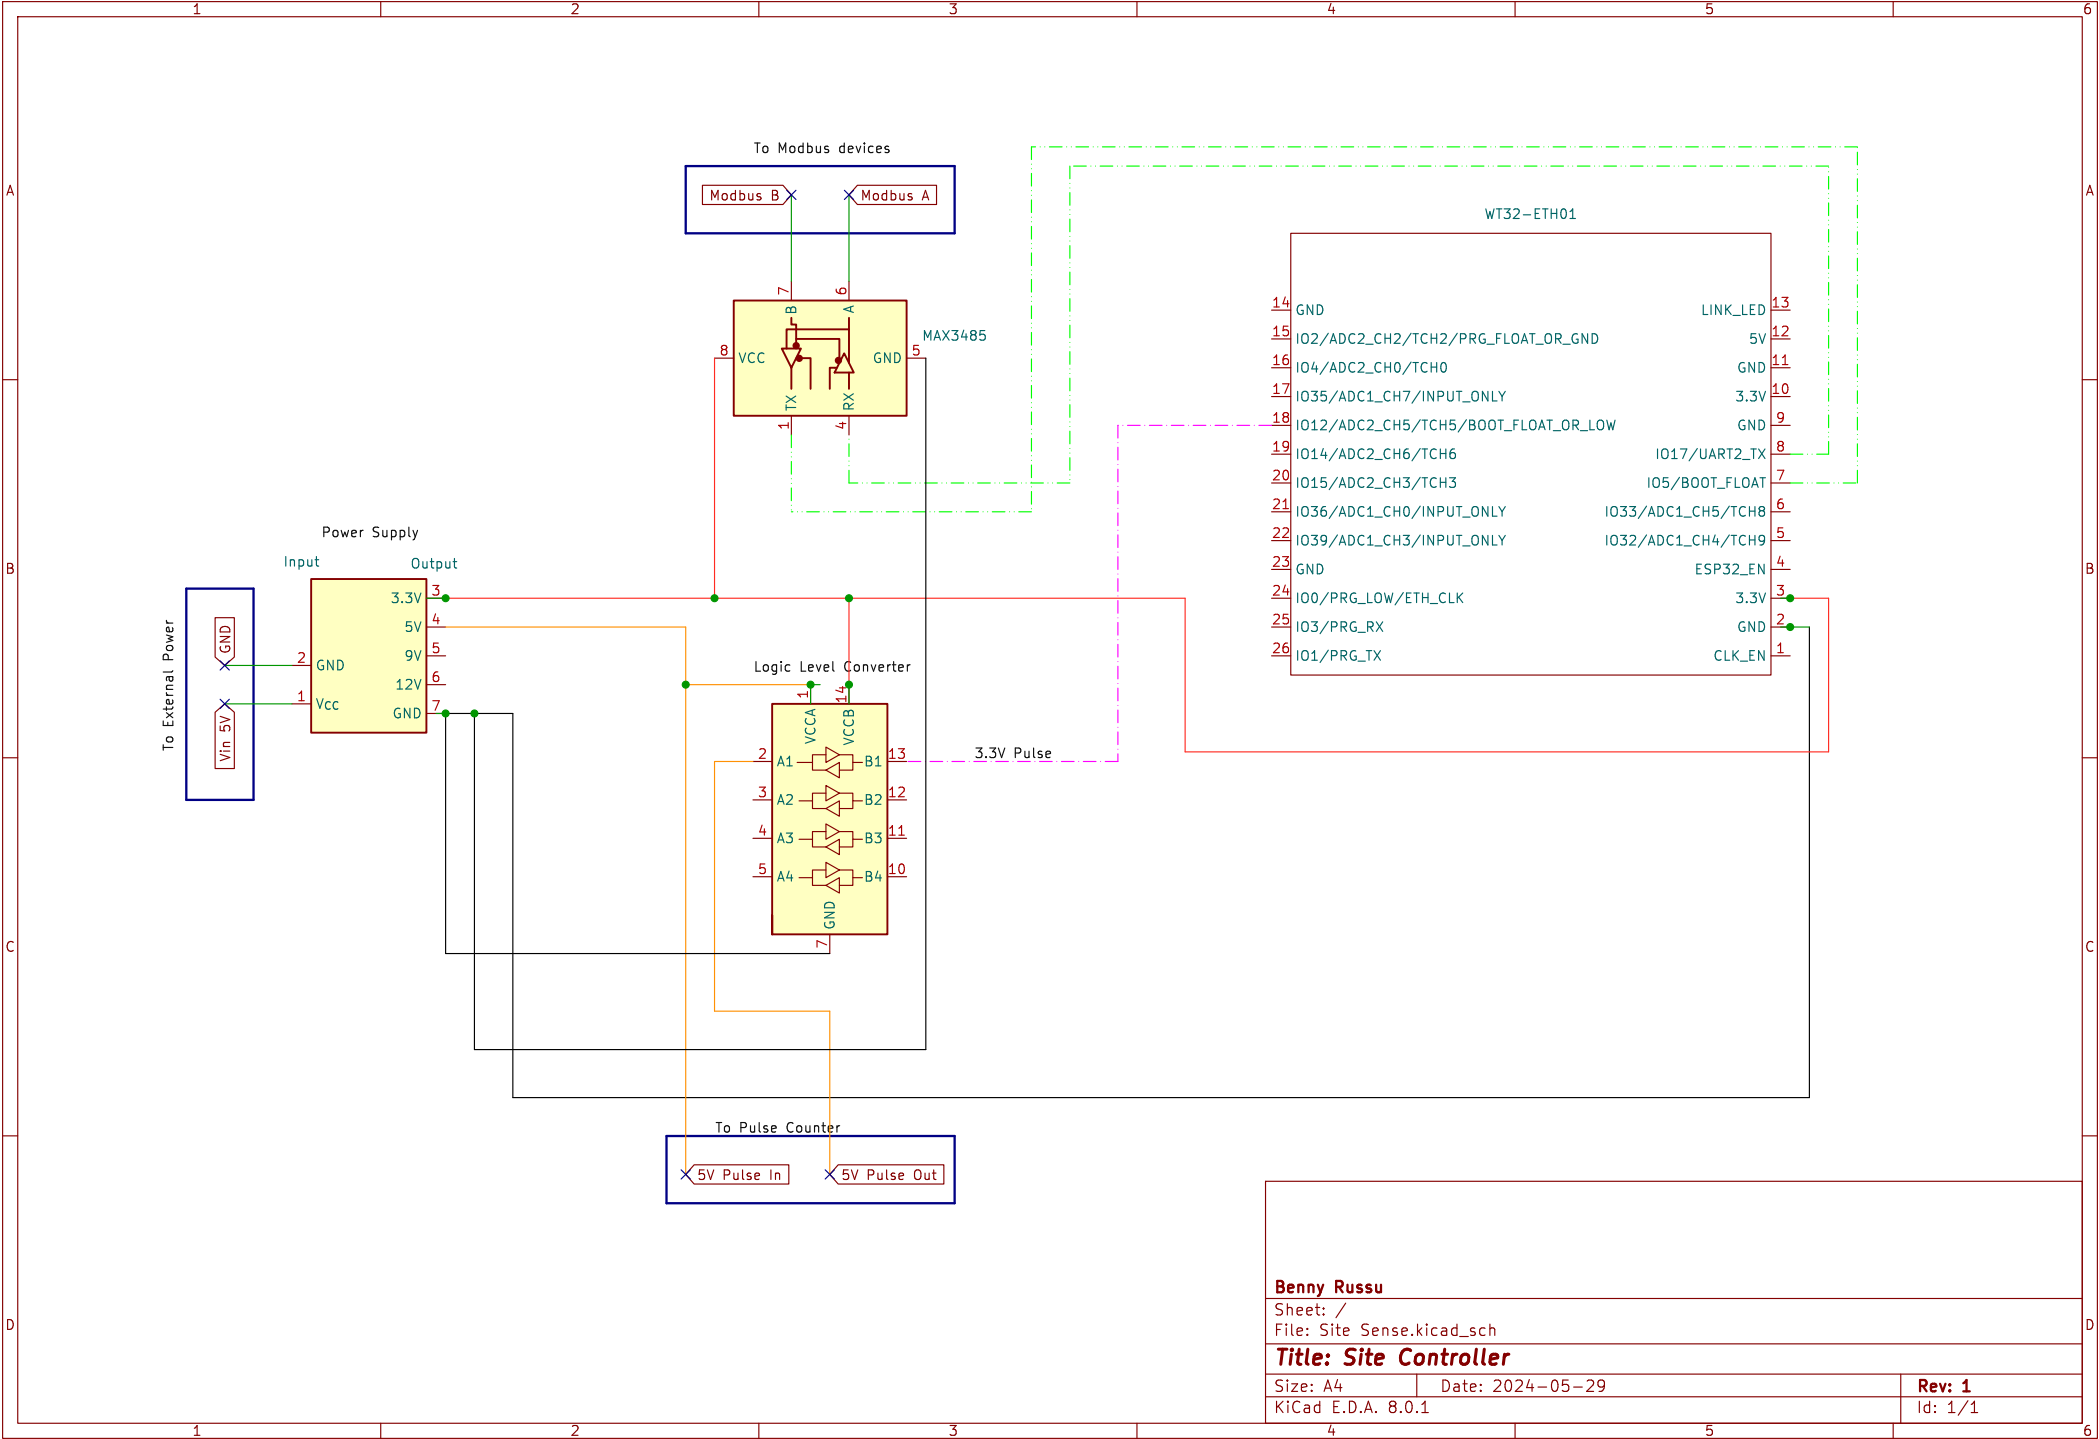 1 2 3 4 5 6
A
B
C
D
A
B
C
D
1 2 3 4 5 6
To Modbus devices
Modbus B
Modbus A
7
6
B
A
MAX3485
8
VCC
GND
5
TX
RX
1
4
WT32-ETH01
14 GND
15 IO2/ADC2_CH2/TCH2/PRG_FLOAT_OR_GND
16 IO4/ADC2_CH0/TCH0
17 IO35/ADC1_CH7/INPUT_ONLY
18 IO12/ADC2_CH5/TCH5/BOOT_FLOAT_OR_LOW
19 IO14/ADC2_CH6/TCH6
20 IO15/ADC2_CH3/TCH3
21 IO36/ADC1_CH0/INPUT_ONLY
22 IO39/ADC1_CH3/INPUT_ONLY
23 GND
24 IO0/PRG_LOW/ETH_CLK
25 IO3/PRG_RX
26 IO1/PRG_TX
LINK_LED 13
5V 12
GND 11
3.3V 10
GND 9
IO17/UART2_TX 8
IO5/BOOT_FLOAT 7
IO33/ADC1_CH5/TCH8 6
IO32/ADC1_CH4/TCH9 5
ESP32_EN 4
3.3V 3
GND 2
CLK_EN 1
Power Supply
Input
Output
3.3V 3
5V 4
9V 5
12V 6
GND 7
2 GND
1 Vcc
To External Power
GND
Vin 5V
Logic Level Converter
1
14
VCCA
VCCB
2 A1
3 A2
4 A3
5 A4
B1 13
B2 12
B3 11
B4 10
GND
7
3.3V Pulse
To Pulse Counter
5V Pulse In
5V Pulse Out
Benny Russu
Sheet: /
File: Site Sense.kicad_sch
Title: Site Controller
Size: A4
Date: 2024-05-29
Rev: 1
KiCad E.D.A. 8.0.1
Id: 1/1